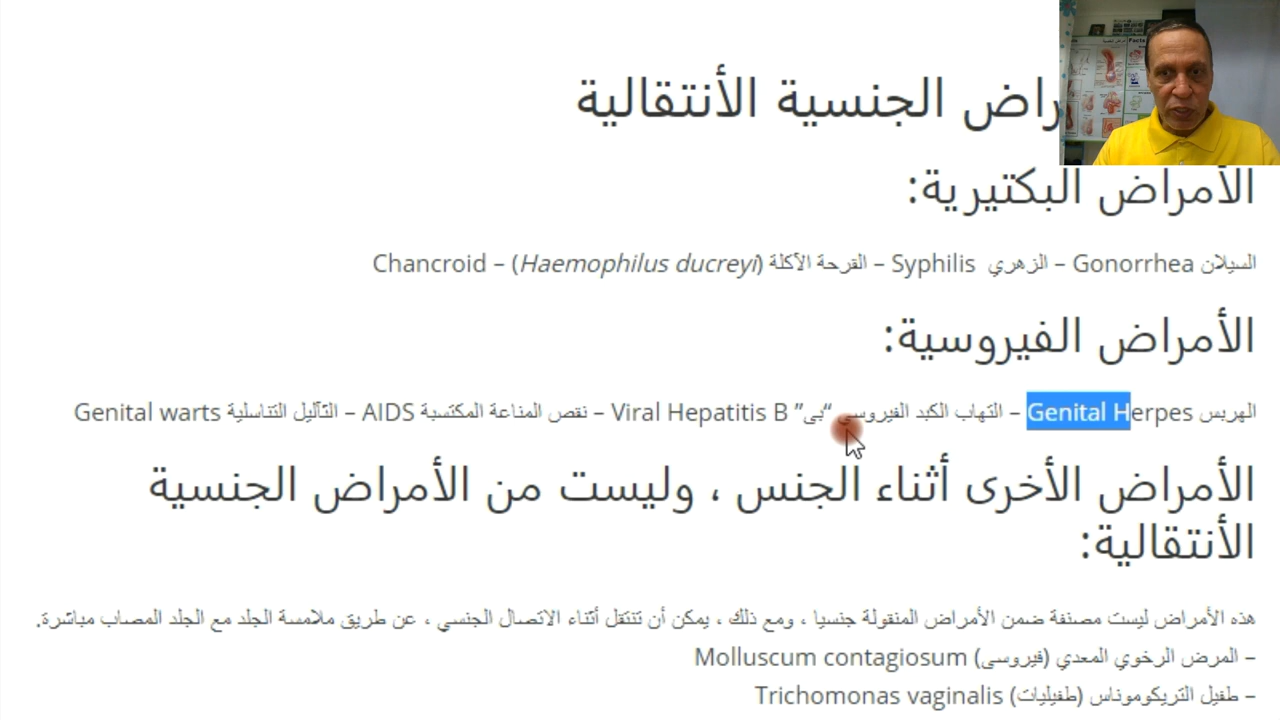 راض الجنسية الأنتقالية
الأمراض البكتيرية:
السيلان Gonorrhea – الزهري Syphilis – القرحة الآكلة Chancroid – (Haemophilus ducreyi)
الأمراض الفيروسية:
الهربس Genital Herpes – التهاب الكبد الفيروسي “بى” Viral Hepatitis B – نقص المناعة المكتسبة AIDS – الثآليل التناسلية Genital warts
الأمراض الأخرى أثناء الجنس ، وليست من الأمراض الجنسية
الأنتقالية:
هذه الأمراض ليست مصنفة ضمن الأمراض المنقولة جنسيا ، ومع ذلك ، يمكن أن تنتقل أثناء الاتصال الجنسي ، عن طريق ملامسة الجلد مع الجلد المصاب مباشرة.
– المرض الرخوي المعدي (فيروسى) Molluscum contagiosum
– طفيل التريكوموناس (طفيليات) Trichomonas vaginalis